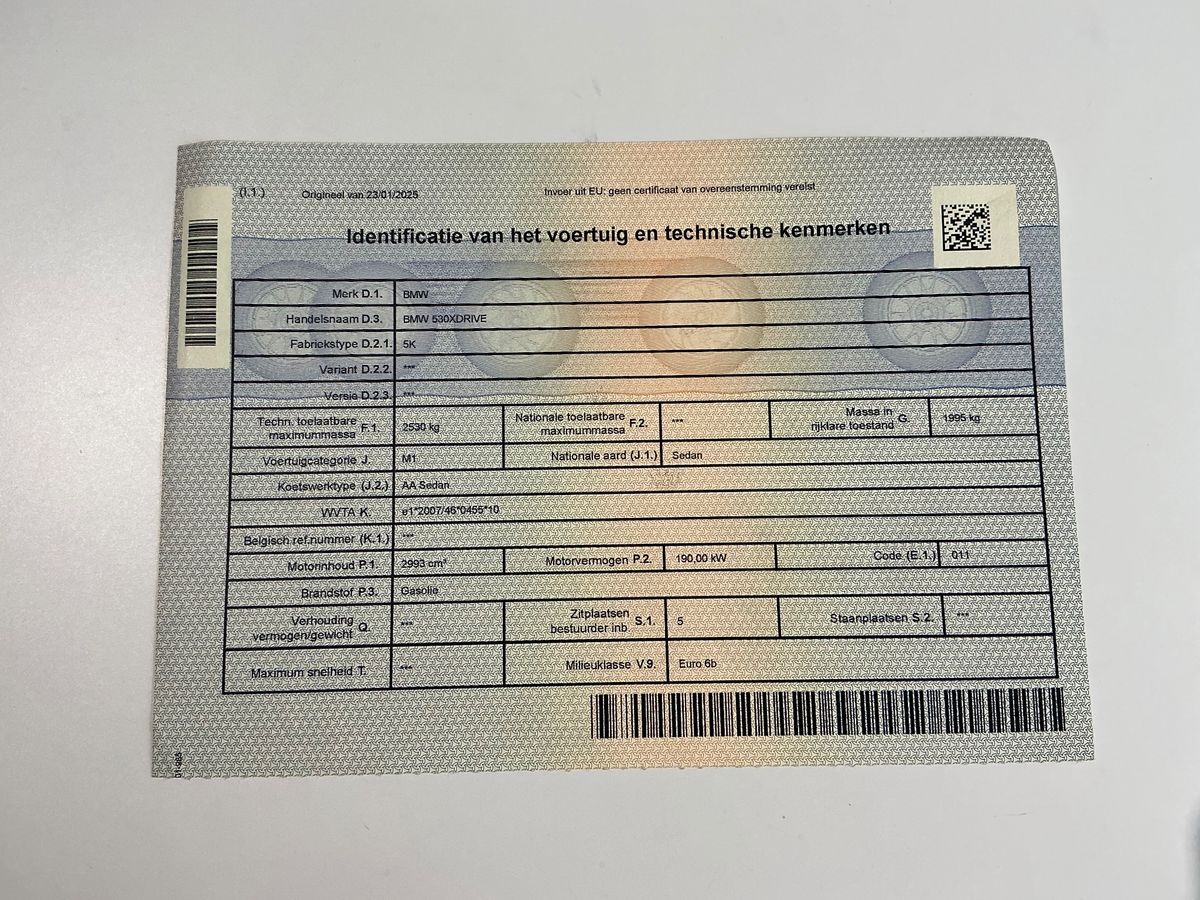 (I.1.) Origineel van 23/01/2025 Invoer uit EU: geen certificaat van overeenstemming vereist
Identificatie van het voertuig en technische kenmerken
Merk D.1. BMW
Handelsnaam D.3. BMW 530XDRIVE
Fabriekstype D.2.1. 5K
Variant D.2.2. ***
Versie D.2.3. ***
Techn. toelaatbare maximummassa F.1. 2530 kg Nationale toelaatbare maximummassa F.2. *** Massa in rijklare toestand G. 1995 kg
Voertuigcategorie J. M1 Nationale aard (J.1.) Sedan
Koetswerktype (J.2.) AA Sedan
WVTA K. e1*2007/46*0455*10
Belgisch ref.nummer (K.1.) ***
Motorinhoud P.1. 2993 cm³ Motorvermogen P.2. 190,00 kW Code (E.1.) 011
Brandstof P.3. Gasolie
Verhouding vermogen/gewicht Q. *** Zitplaatsen bestuurder inb. S.1. 5 Staanplaatsen S.2. ***
Maximum snelheid T. *** Milieuklasse V.9. Euro 6b